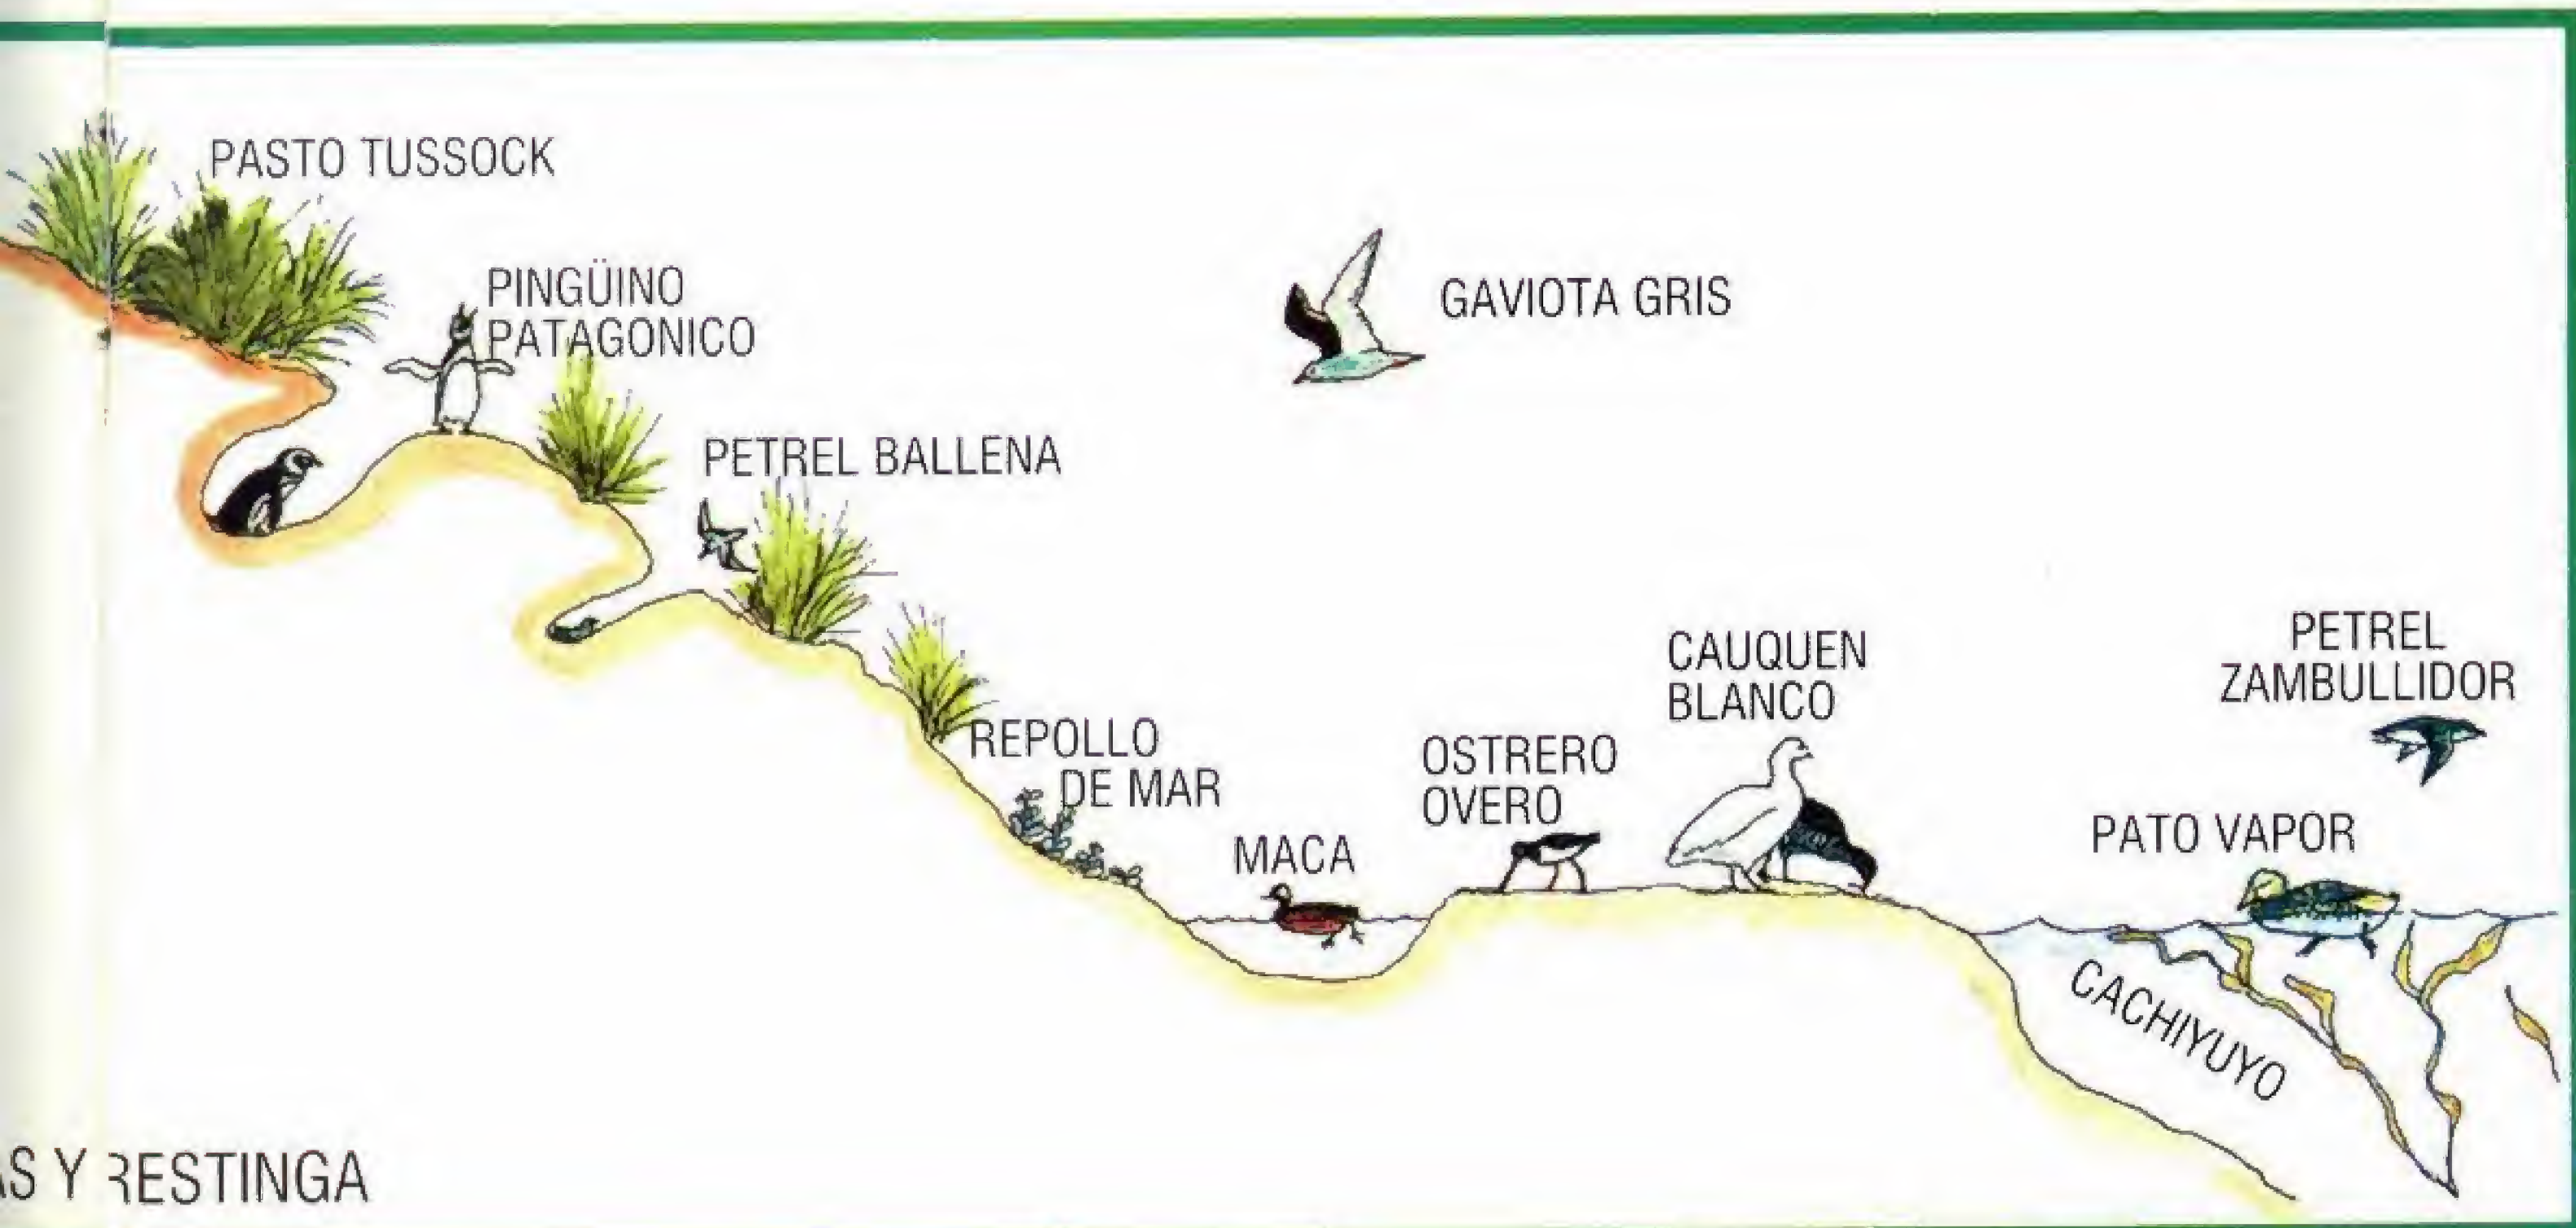 PASTO TUSSOCK
PINGÜINO
PATAGONICO
GAVIOTA GRIS
PETREL BALLENA
REPOLLO
DE MAR
MACA
OSTRERO
OVERO
CAUQUEN
BLANCO
PETREL
ZAMBULLIDOR
PATO VAPOR
CACHIYUYO
Y RESTINGA